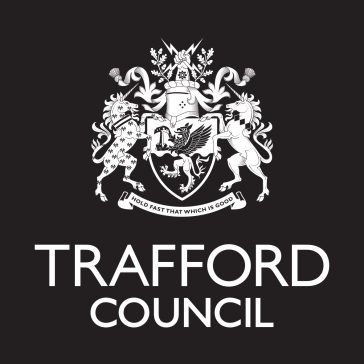 HOLD FAST THAT WHICH IS GOOD
TRAFFORD
COUNCIL